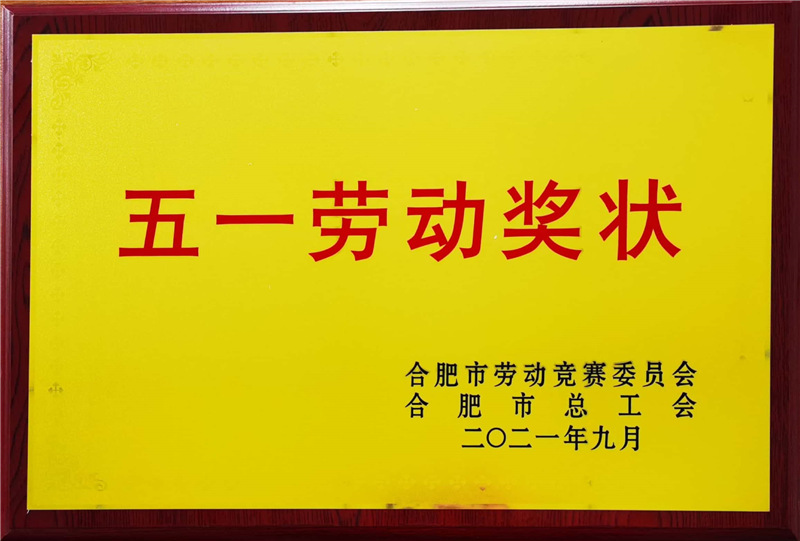 五一劳动奖状
合肥市劳动竞赛委员会
合肥市总工会
二〇二一年九月